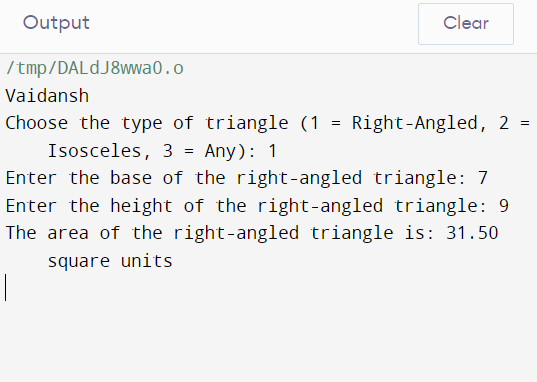 Output
Clear
/tmp/DALdJ8wwa0.o
Vaidansh
Choose the type of triangle (1 = Right-Angled, 2 =
Isosceles, 3 = Any): 1
Enter the base of the right-angled triangle: 7
Enter the height of the right-angled triangle: 9
The area of the right-angled triangle is: 31.50
square units